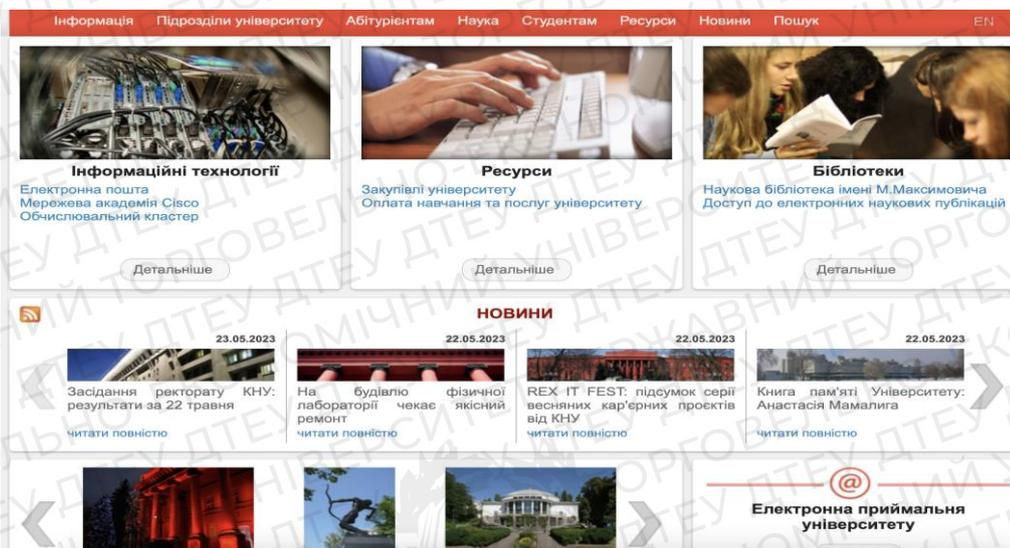 Інформація Підрозділи університету Абітурієнтам Наука Студентам Ресурси Новини Пошук EN
Інформаційні технології
Електронна пошта
Мережева академія Cisco
Обчислювальний кластер
Детальніше
Ресурси
Закупівлі університету
Оплата навчання та послуг університету
Детальніше
Бібліотеки
Наукова бібліотека імені М.Максимовича
Доступ до електронних наукових публікацій
Детальніше
НОВИНИ
23.05.2023
Засідання ректорату КНУ:
результати за 22 травня
читати повністю
22.05.2023
На будівлю фізичної
лабораторії чекає якісний
ремонт
читати повністю
22.05.2023
REX IT FEST: підсумок серії
весняних кар'єрних проєктів
від КНУ
читати повністю
22.05.2023
Книга пам'яті Університету:
Анастасія Мамалига
читати повністю
@
Електронна приймальня
університету